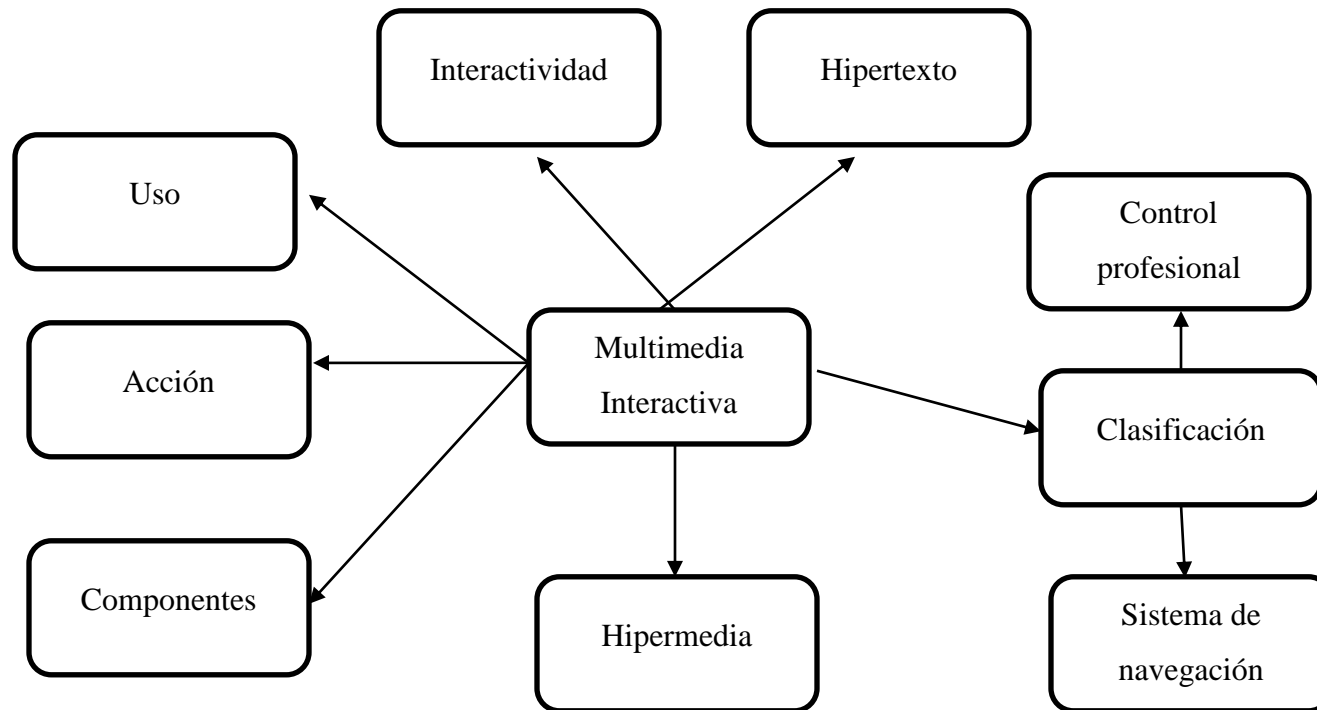 Interactividad
Hipertexto
Uso
Control
profesional
Multimedia
Interactiva
Acción
Clasificación
Componentes
Hipermedia
Sistema de
navegación